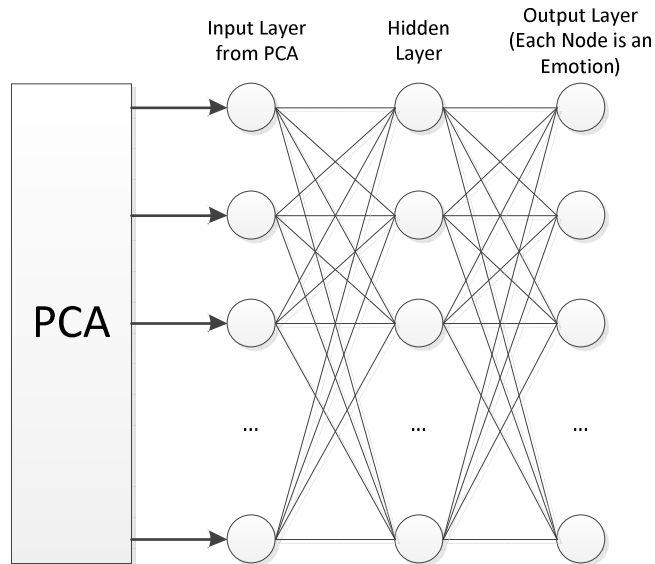 Input Layer
from PCA
Hidden
Layer
Output Layer
(Each Node is an
Emotion)
PCA
...
...
...